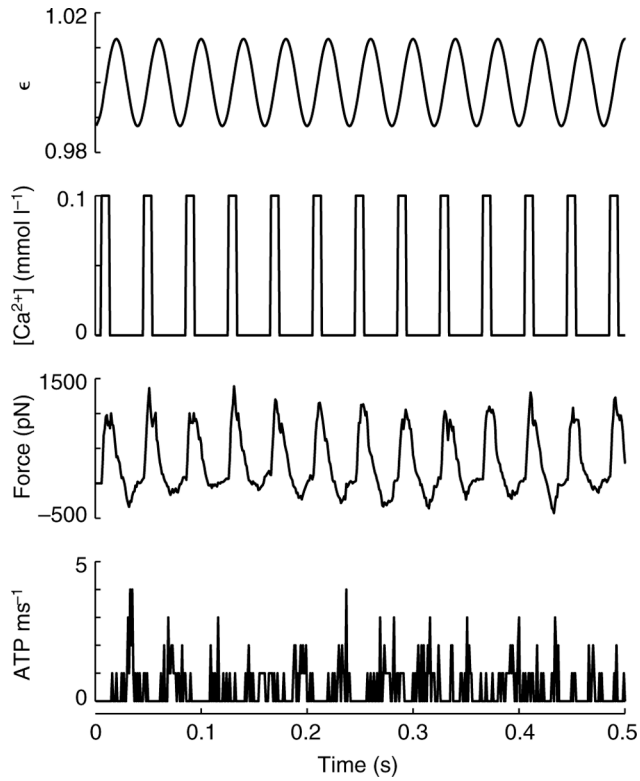 1.02
ϵ
0.98
0.1
[Ca²⁺] (mmol l⁻¹)
0
1500
Force (pN)
–500
5
ATP ms⁻¹
0
0 0.1 0.2 0.3 0.4 0.5
Time (s)